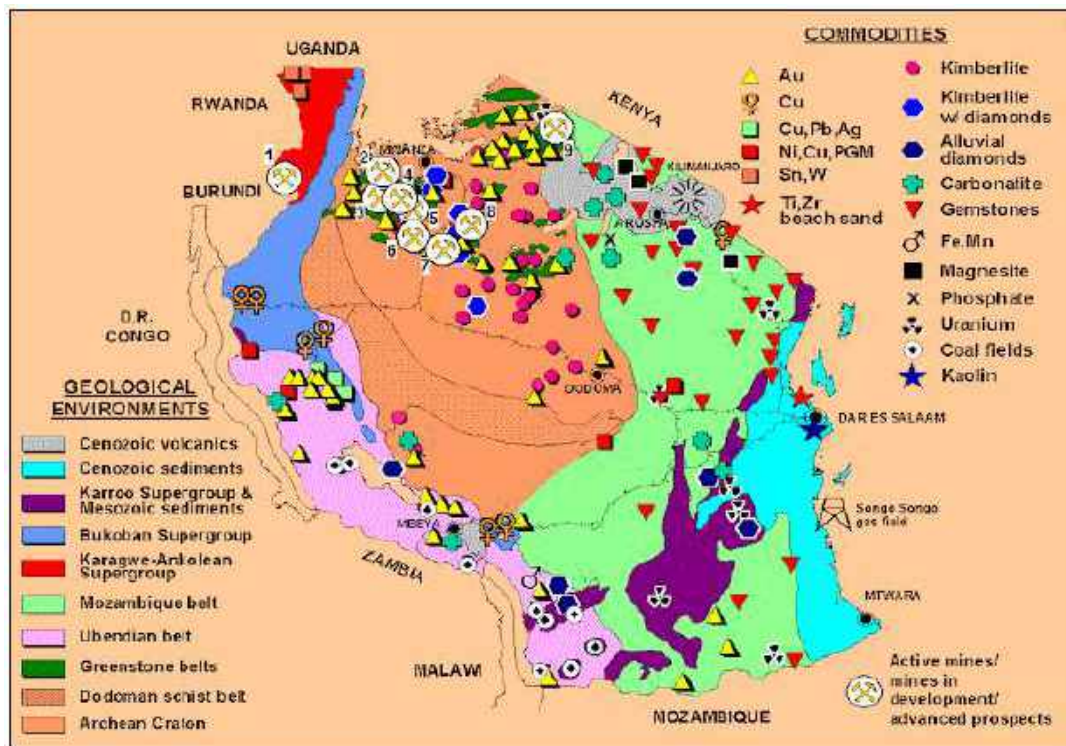 UGANDA
RWANDA
BURUNDI
D.R.
CONGO
ZAMBIA
MALAWI
MOZAMBIQUE
KENYA
KILIMANJARO
MWANZA
ARUSHA
DODOMA
MBEYA
DAR ES SALAAM
Songo Songo
gas field
MTWARA
1
2
4
5
6
7
8
9
COMMODITIES
Au
Cu
Cu,Pb,Ag
Ni,Cu,PGM
Sn,W
Ti,Zr
beach sand
Kimberlite
Kimberlite
w/ diamonds
Alluvial
diamonds
Carbonalite
Gemstones
Fe,Mn
Magnesite
Phosphate
Uranium
Coal fields
Kaolin
GEOLOGICAL
ENVIRONMENTS
Cenozoic volcanics
Cenozoic sediments
Karroo Supergroup &
Mesozoic sediments
Bukoban Supergroup
Karagwe-Ankolean
Supergroup
Mozambique belt
Ubendian belt
Greenstone belts
Dodoman schist belt
Archean Craton
Active mines/
mines in
development/
advanced prospects